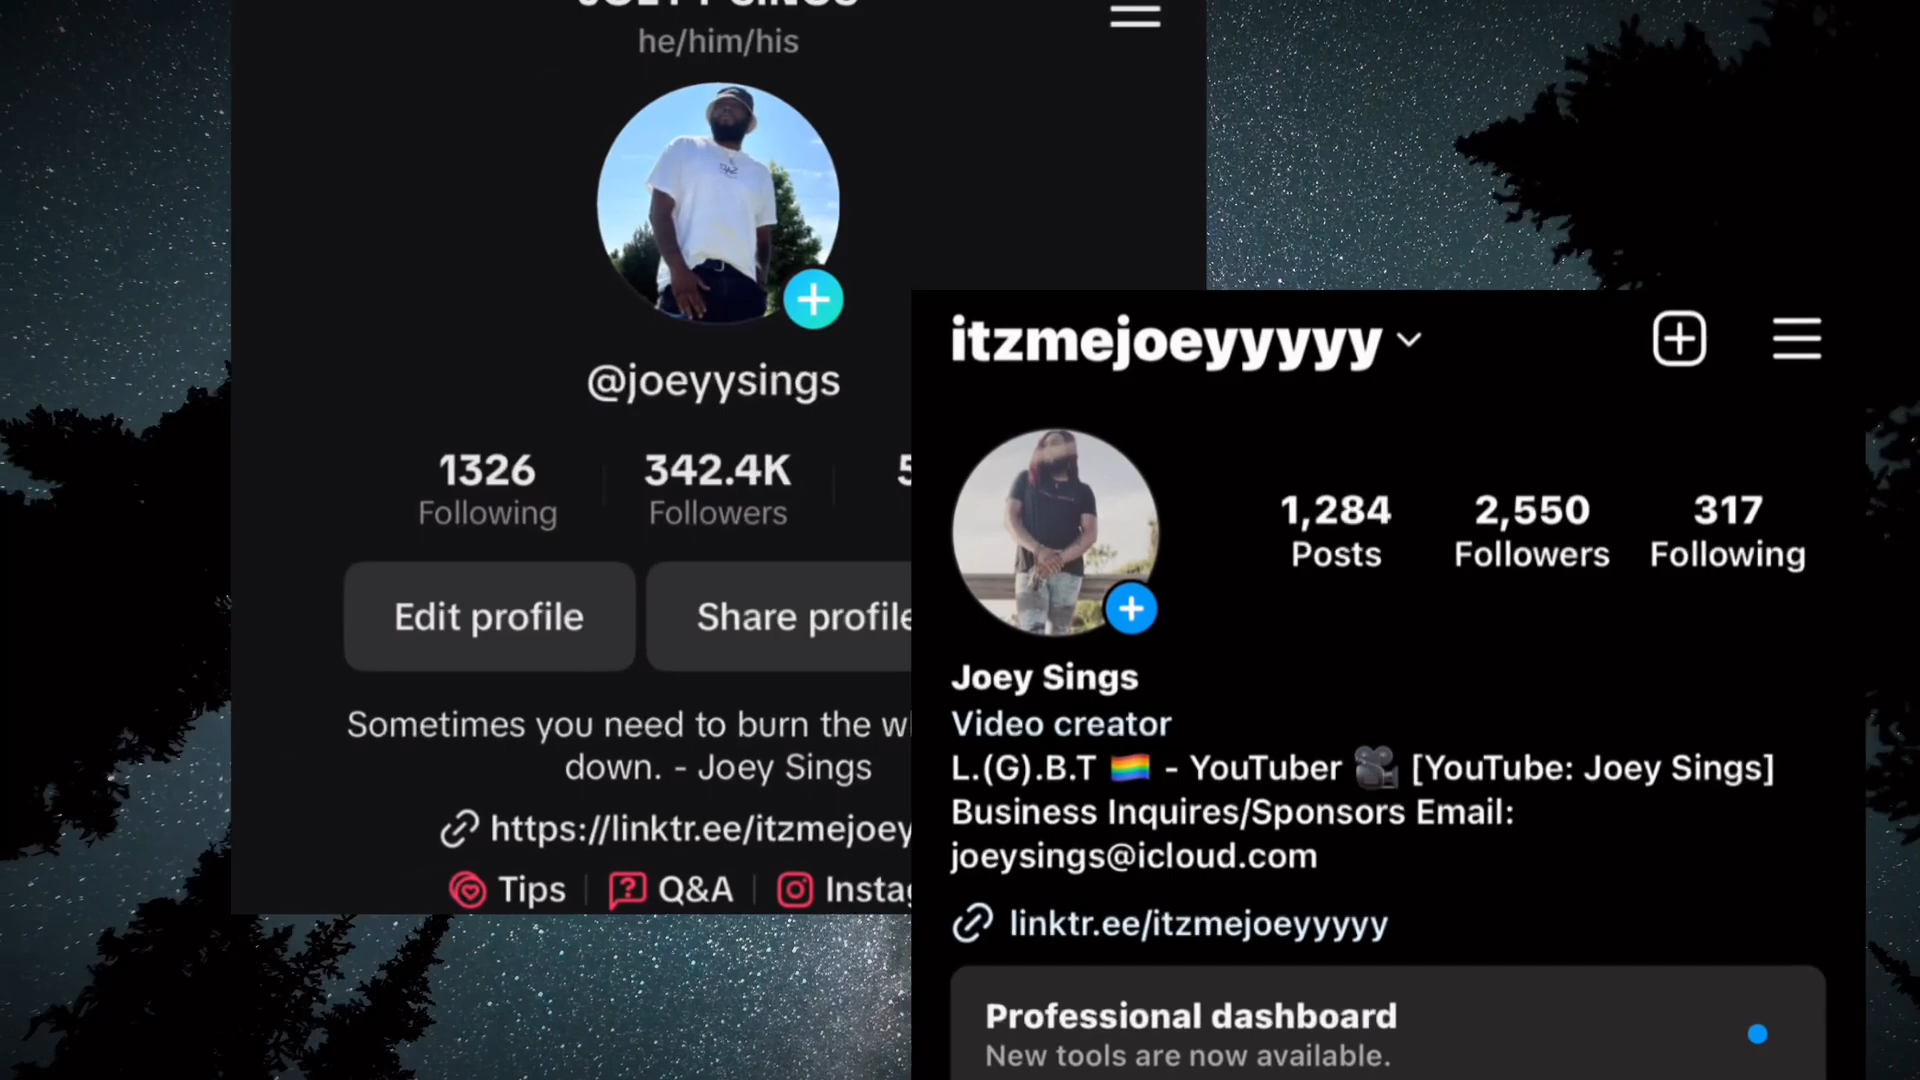 he/him/his
@joeyysings
1326
342.4K
Following
Followers
Edit profile
Share profile
Sometimes you need to burn the
down. - Joey Sings
https://linktr.ee/itzmejoey
Tips
Q&A
itzmejoeyyyyy
1,284
2,550
317
Posts
Followers
Following
Joey Sings
Video creator
L.(G).B.T 🏳️‍🌈 - YouTuber 🎥 [YouTube: Joey Sings]
Business Inquires/Sponsors Email:
joeysings@icloud.com
linktr.ee/itzmejoeyyyyy
Professional dashboard
New tools are now available.